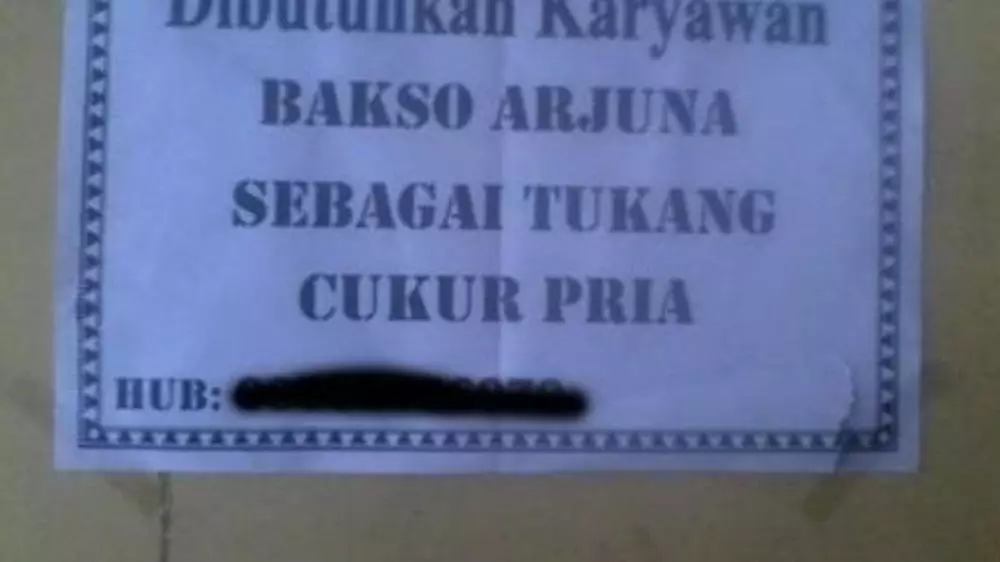 Dibutuhkan Karyawan
BAKSO ARJUNA
SEBAGAI TUKANG
CUKUR PRIA
HUB: